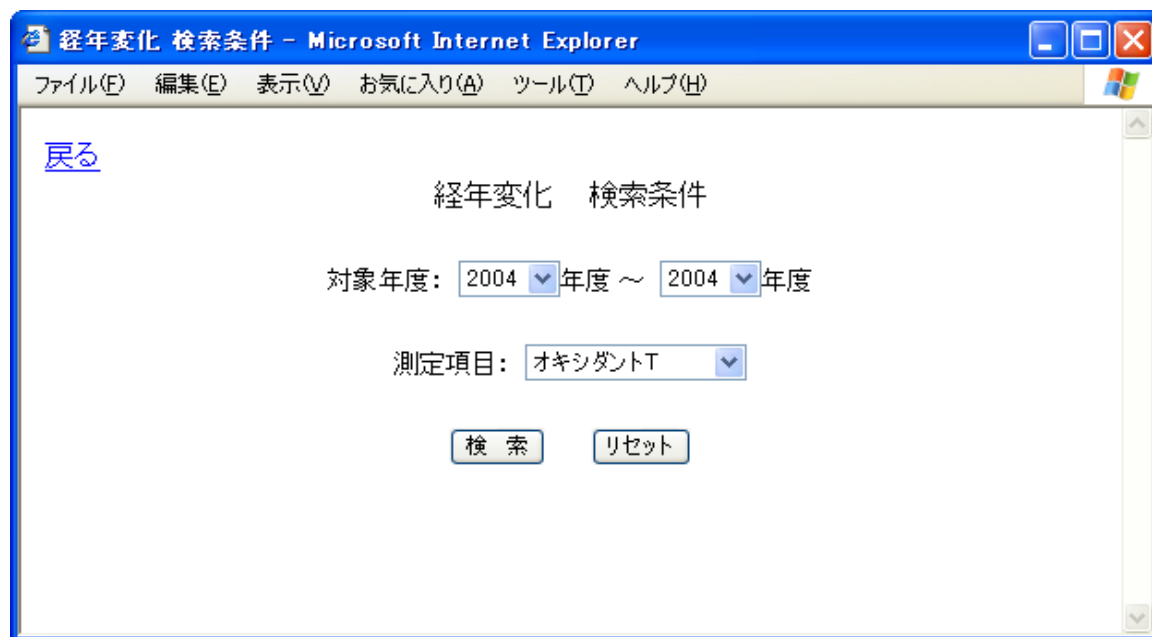 経年変化 検索条件 - Microsoft Internet Explorer
ファイル(F) 編集(E) 表示(V) お気に入り(A) ツール(T) ヘルプ(H)
戻る
経年変化 検索条件
対象年度: 2004 年度 ～ 2004 年度
測定項目: オキシダントT
検 索 リセット